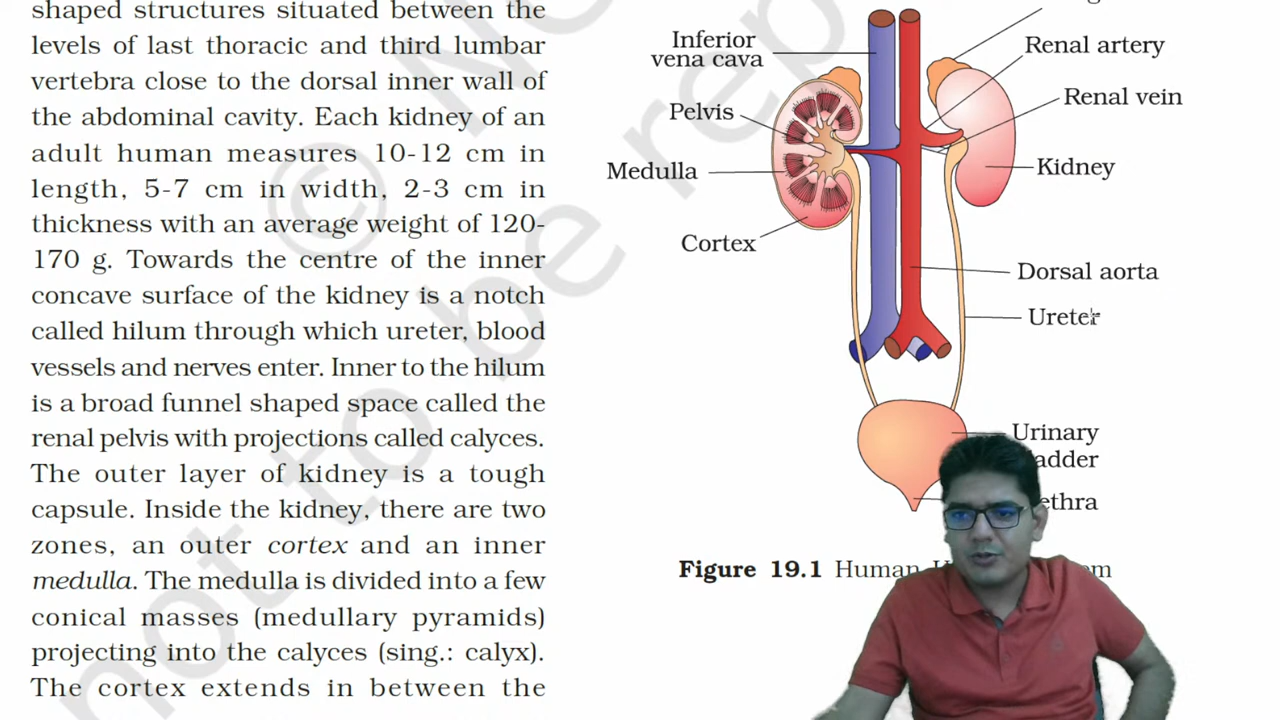 shaped structures situated between the
levels of last thoracic and third lumbar
vertebra close to the dorsal inner wall of
the abdominal cavity. Each kidney of an
adult human measures 10-12 cm in
length, 5-7 cm in width, 2-3 cm in
thickness with an average weight of 120-
170 g. Towards the centre of the inner
concave surface of the kidney is a notch
called hilum through which ureter, blood
vessels and nerves enter. Inner to the hilum
is a broad funnel shaped space called the
renal pelvis with projections called calyces.
The outer layer of kidney is a tough
capsule. Inside the kidney, there are two
zones, an outer cortex and an inner
medulla. The medulla is divided into a few
conical masses (medullary pyramids)
projecting into the calyces (sing.: calyx).
The cortex extends in between the
Inferior
vena cava
Pelvis
Medulla
Cortex
Renal artery
Renal vein
Kidney
Dorsal aorta
Ureter
Urinary
Figure 19.1 Human
© N
not to be rep